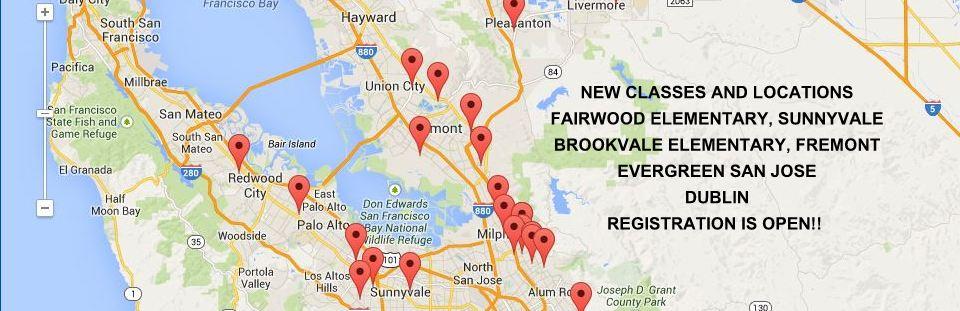 Daly City
San Francisco Bay
Hayward
Pleasanton
Livermore
South San
Francisco
880
84
Pacifica
Millbrae
Union City
NEW CLASSES AND LOCATIONS
FAIRWOOD ELEMENTARY, SUNNYVALE
BROOKVALE ELEMENTARY, FREMONT
EVERGREEN SAN JOSE
DUBLIN
REGISTRATION IS OPEN!!
5
San Francisco
State Fish and
Game Refuge
San Mateo
South San
Mateo
Bair Island
El Granada
280
Redwood
City
Half
Moon Bay
East
Palo Alto
Palo Alto
Don Edwards
San Francisco
Bay National
Wildlife Refuge
880
Woodside
35
101
Portola
Valley
Los Altos
Hills
Sunnyvale
North
San Jose
Alum
Joseph D. Grant
County Park
1
130